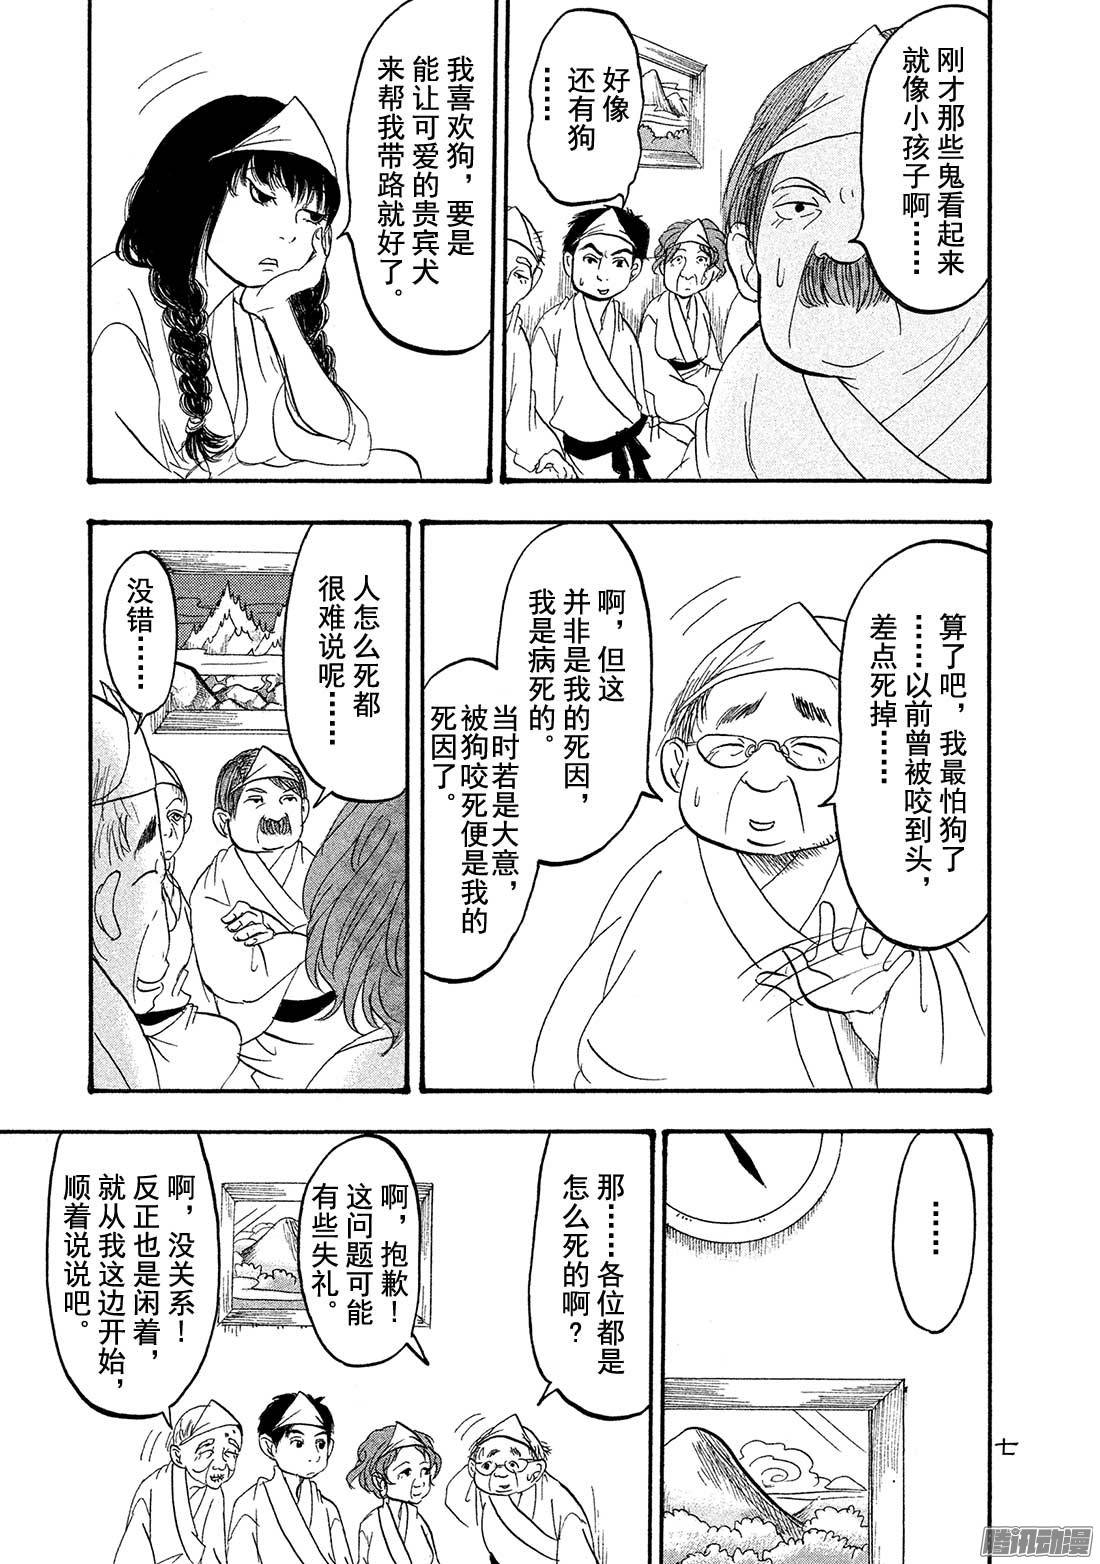 刚才那些鬼看起来
就像小孩子啊……
好像
还有狗
……
我喜欢狗，要是
能让可爱的贵宾犬
来帮我带路就好了。
算了吧，我最怕狗了
……以前曾被咬到头，
差点死掉……
啊，但这
并非是我的死因，
我是病死的。
当时若是大意，
被狗咬死便是我的
死因了。
人怎么死都
很难说呢……
没错……
……
那……各位都是
怎么死的啊？
啊，抱歉！
这问题可能
有些失礼。
啊，没关系！
反正也是闲着，
就从我这边开始，
顺着说说吧。
七
腾讯动漫